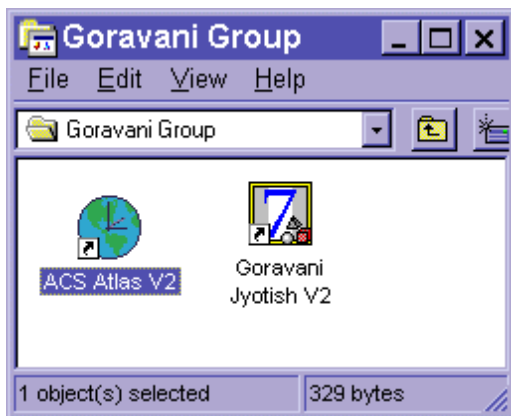 Goravani Group
File Edit View Help
Goravani Group
ACS Atlas V2
7
Goravani
Jyotish V2
1 object(s) selected
329 bytes